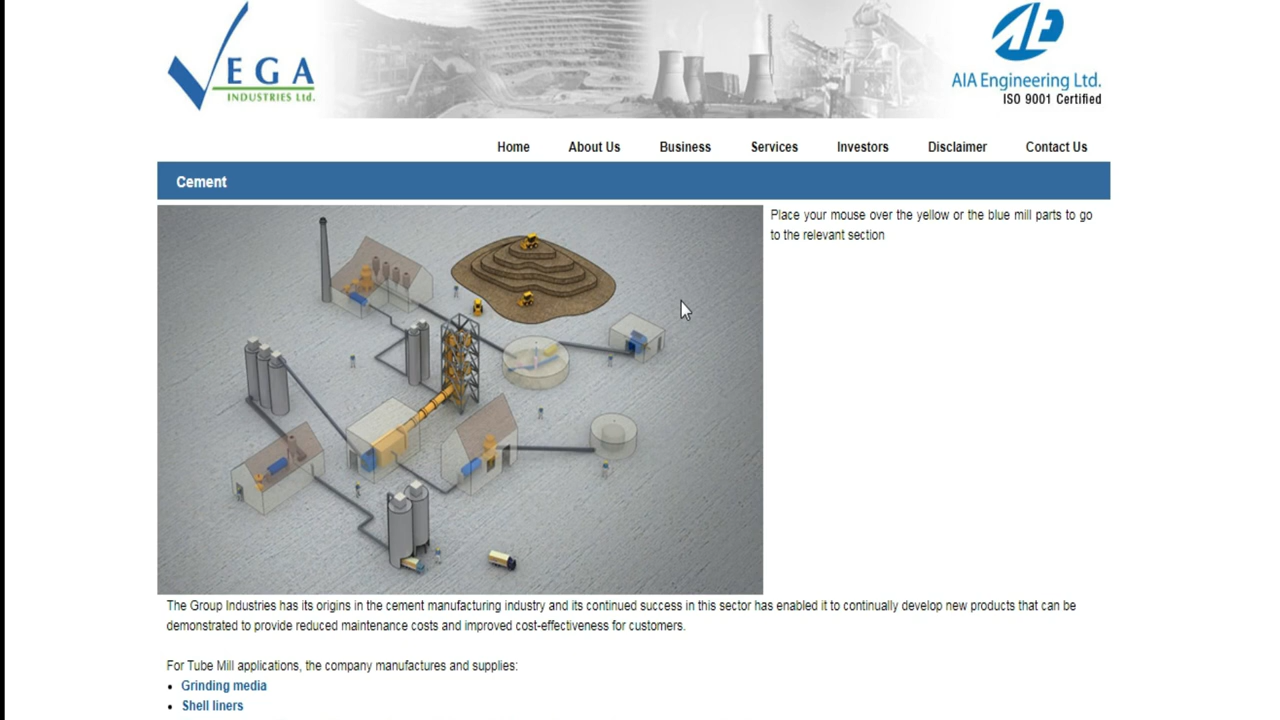 VEGA
INDUSTRIES Ltd.
AIA Engineering Ltd.
ISO 9001 Certified
Home About Us Business Services Investors Disclaimer Contact Us
Cement
Place your mouse over the yellow or the blue mill parts to go
to the relevant section
The Group Industries has its origins in the cement manufacturing industry and its continued success in this sector has enabled it to continually develop new products that can be
demonstrated to provide reduced maintenance costs and improved cost-effectiveness for customers.
For Tube Mill applications, the company manufactures and supplies:
• Grinding media
• Shell liners